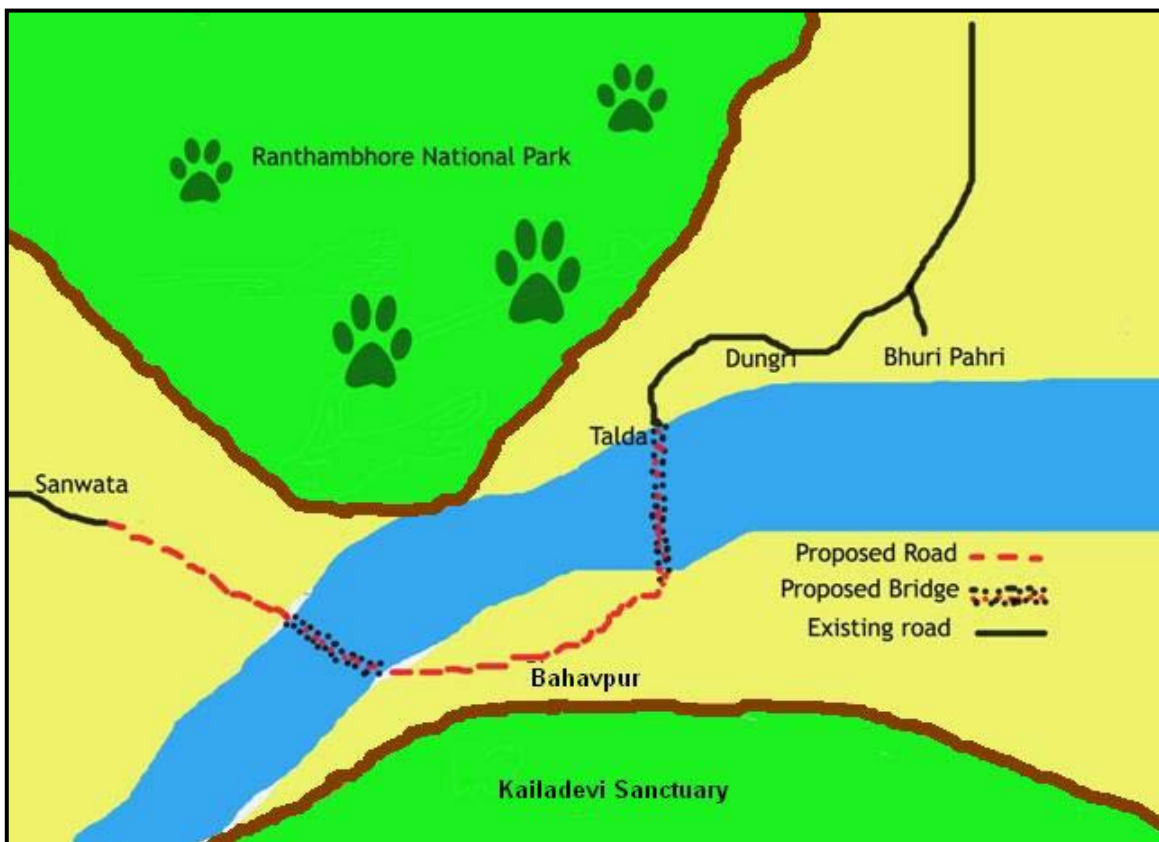 Ranthambhore National Park
Dungri
Bhuri Pahri
Talda
Sanwata
Proposed Road
Proposed Bridge
Existing road
Bahavpur
Kailadevi Sanctuary